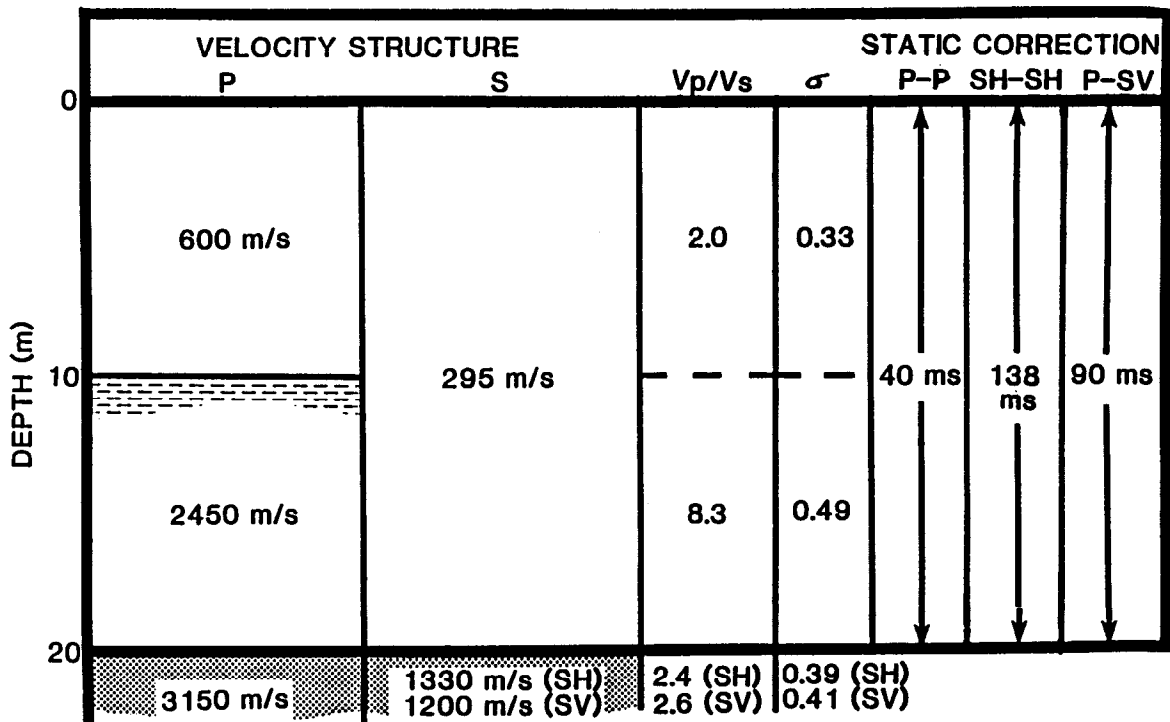 VELOCITY STRUCTURE STATIC CORRECTION
P S Vp/Vs σ P-P SH-SH P-SV
0
600 m/s 2.0 0.33
DEPTH (m)
10 295 m/s 40 ms 138 ms 90 ms
2450 m/s 8.3 0.49
20
3150 m/s 1330 m/s (SH) 2.4 (SH) 0.39 (SH)
1200 m/s (SV) 2.6 (SV) 0.41 (SV)